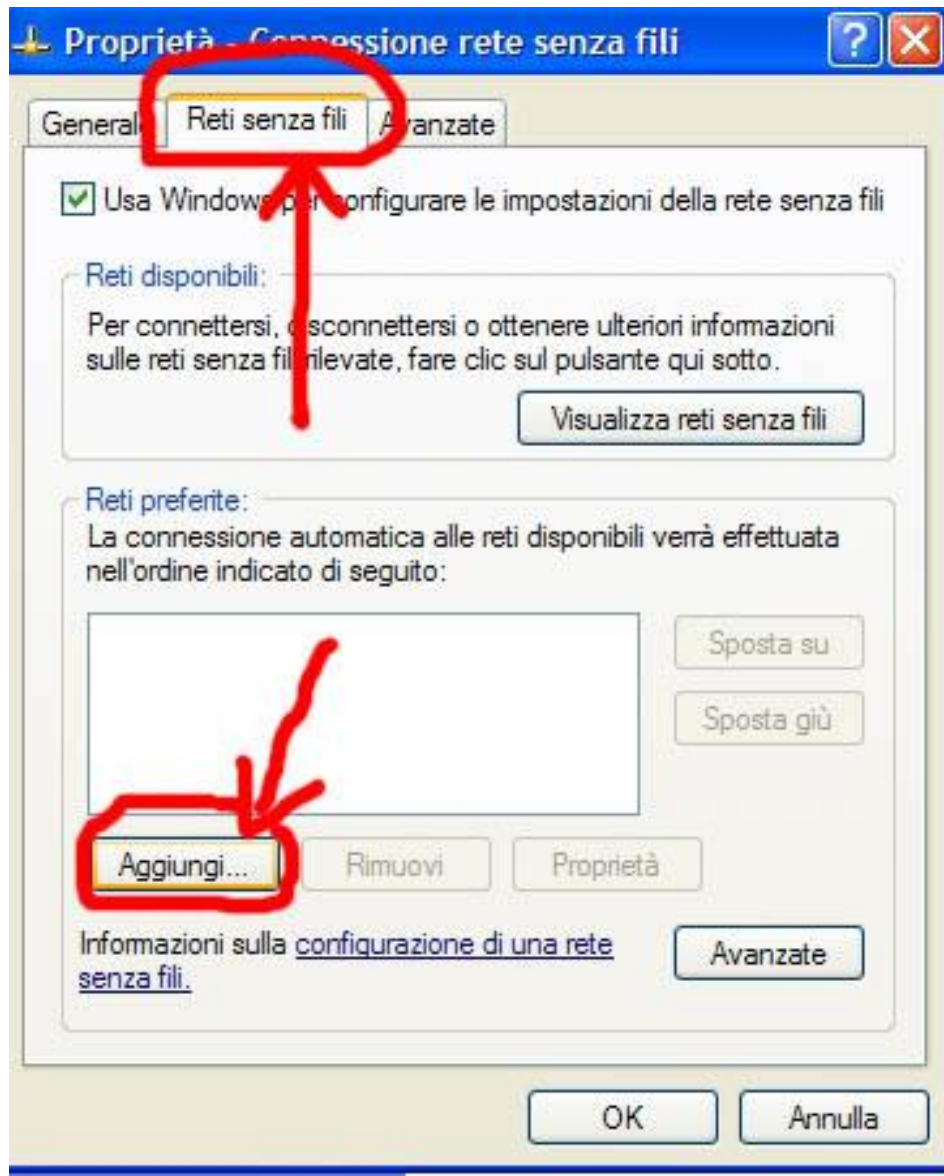 Proprietà - Connessione rete senza fili
Generale Reti senza fili Avanzate
Usa Windows per configurare le impostazioni della rete senza fili
Reti disponibili:
Per connettersi, disconnettersi o ottenere ulteriori informazioni
sulle reti senza fili rilevate, fare clic sul pulsante qui sotto.
Visualizza reti senza fili
Reti preferite:
La connessione automatica alle reti disponibili verrà effettuata
nell'ordine indicato di seguito:
Sposta su
Sposta giù
Aggiungi... Rimuovi Proprietà
Informazioni sulla configurazione di una rete
senza fili.
Avanzate
OK Annulla